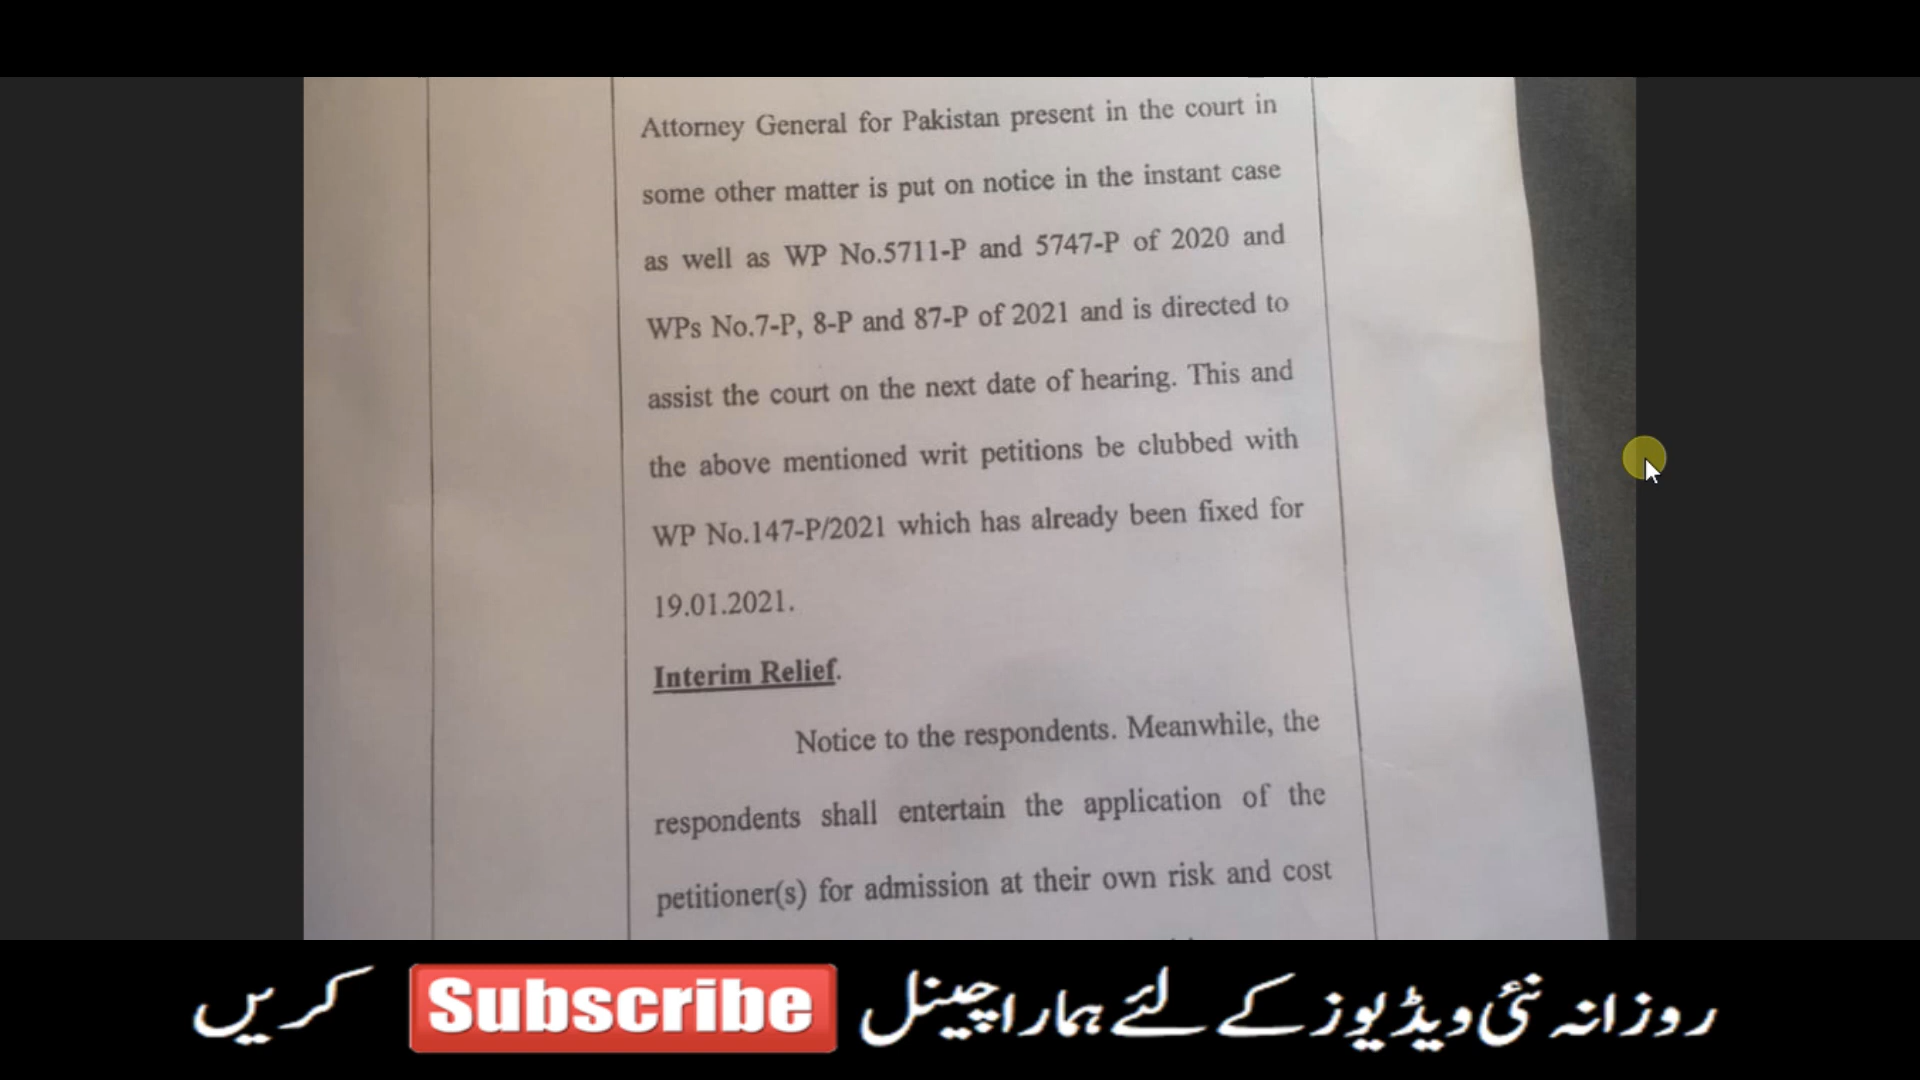 Attorney General for Pakistan present in the court in
some other matter is put on notice in the instant case
as well as WP No.5711-P and 5747-P of 2020 and
WPs No.7-P, 8-P and 87-P of 2021 and is directed to
assist the court on the next date of hearing. This and
the above mentioned writ petitions be clubbed with
WP No.147-P/2021 which has already been fixed for
19.01.2021.
Interim Relief.
Notice to the respondents. Meanwhile, the
respondents shall entertain the application of the
petitioner(s) for admission at their own risk and cost
روزانہ نئی ویڈیوز کے لئے ہمارا چینل Subscribe کریں